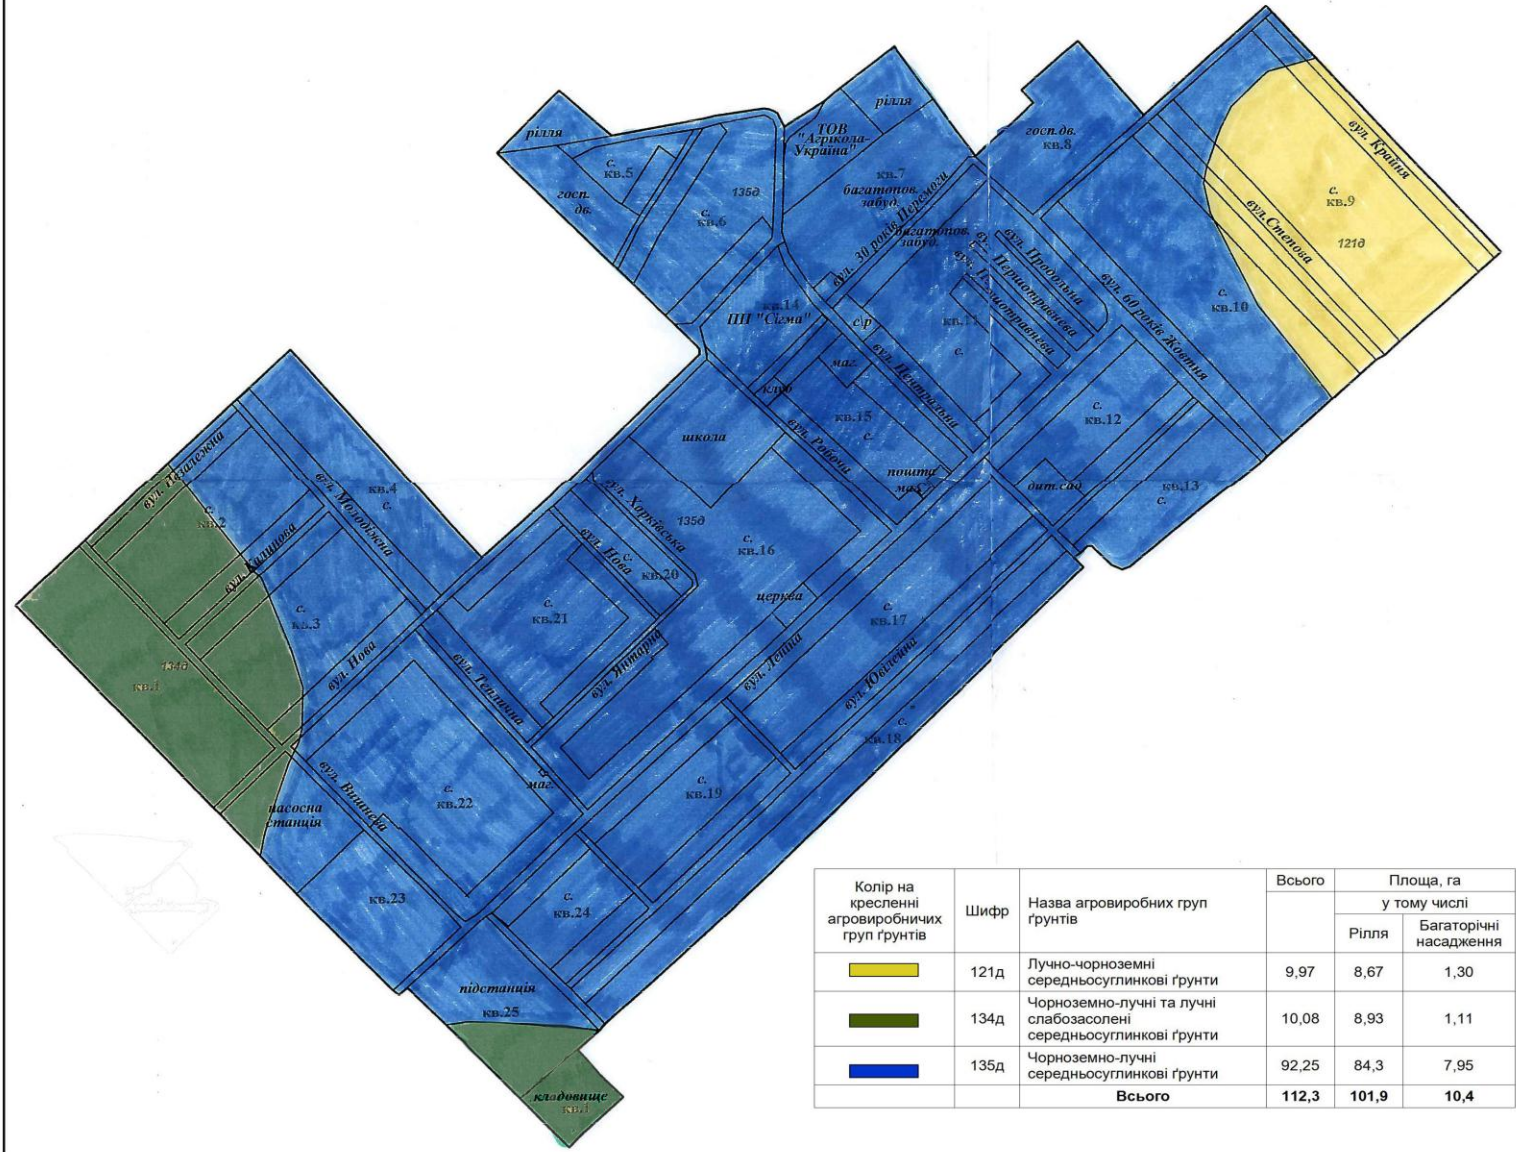 рілля
рілля
ТОВ
"Агрікола-
Україна"
госп.дв.
кв.8
вул. Крайня
с.
кв.5
госп.
дв.
135д
с.
кв.6
кв.7
багатопов.
забуд.
вул. 30 років Перемоги
багатопов.
забуд.
с.
кв.9
вул.Степова
121д
вул. Продольна
вул. Першотравнева
вул. Першотравнева
вул. 60 років Жовтня
с.
кв.10
кв.14
ПП "Сігма"
с\р
кв.11
с.
вул. Центральна
маг.
клуб
кв.15
с.
вул. Робоча
с.
кв.12
школа
пошта
маг.
дит.сад
кв.13
с.
вул. Незалежна
с.
кв.2
вул. Молодіжна
кв.4
с.
вул. Калинова
вул. Харківська
135д
вул. Нова
с.
кв.20
с.
кв.16
церква
с.
кв.17
с.
кв.3
с.
кв.21
вул. Нова
вул. Янтарна
вул. Леніна
вул. Ювілейна
134д
кв.1
вул. Теплична
с.
кв.18
маг.
с.
кв.19
с.
кв.22
вул. Вишнева
насосна
станція
кв.23
с.
кв.24
підстанція
кв.25
кладовище
кв.1
Колір на
кресленні
агровиробничих
груп ґрунтів
Шифр
Назва агровиробних груп
ґрунтів
Всього
Площа, га
у тому числі
Рілля
Багаторічні
насадження
121д
Лучно-чорноземні
середньосуглинкові ґрунти
9,97
8,67
1,30
134д
Чорноземно-лучні та лучні
слабозасолені
середньосуглинкові ґрунти
10,08
8,93
1,11
135д
Чорноземно-лучні
середньосуглинкові ґрунти
92,25
84,3
7,95
Всього
112,3
101,9
10,4